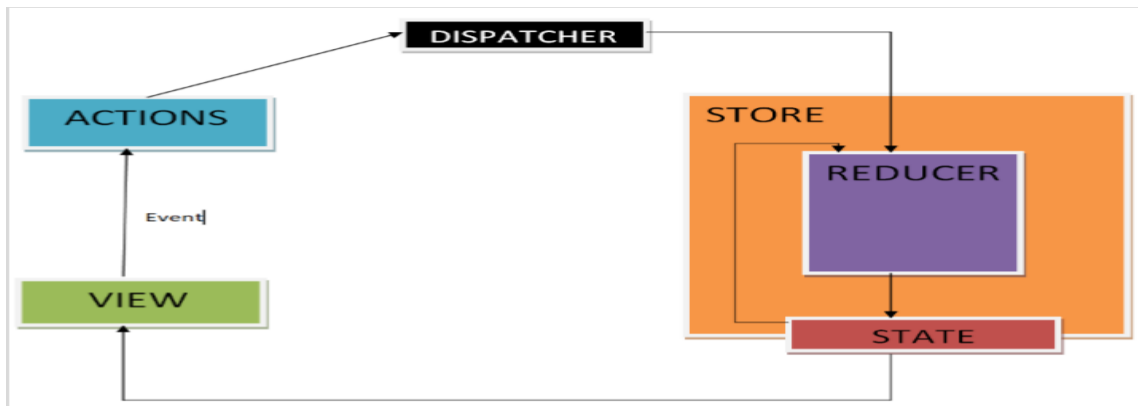 DISPATCHER
ACTIONS
STORE
REDUCER
Event
VIEW
STATE